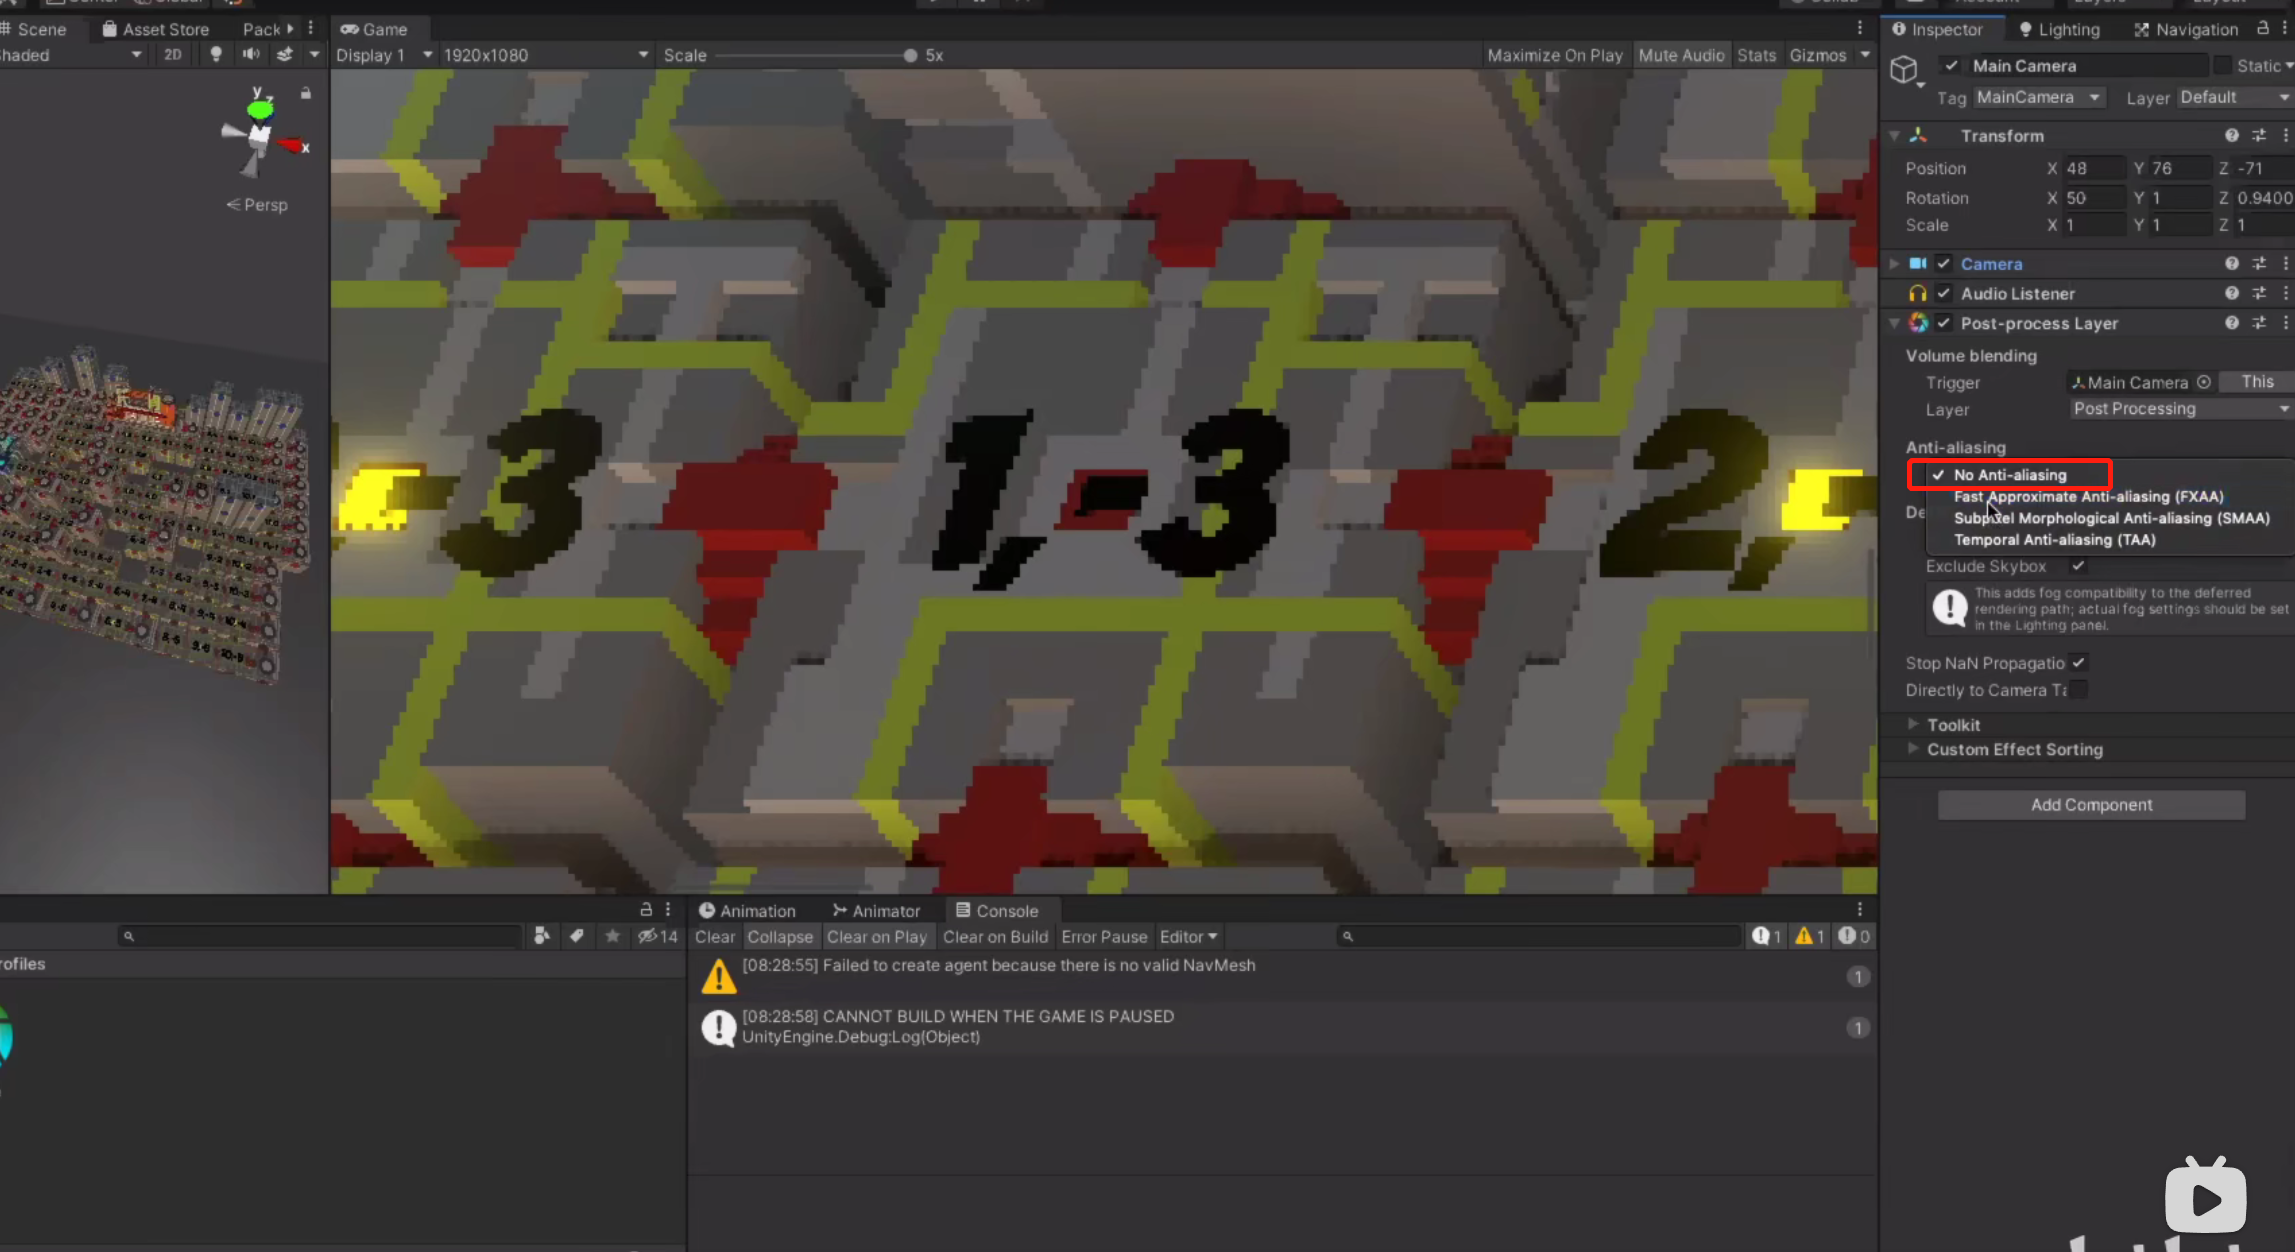 Scene Asset Store Pack
Game
Inspector Lighting Navigation
2D
Display 1 1920x1080 Scale 5x Maximize On Play Mute Audio Stats Gizmos
Main Camera Static
Tag MainCamera Layer Default
y
z
x
Persp
Transform
Position X 48 Y 76 Z -71
Rotation X 50 Y 1 Z 0.9400
Scale X 1 Y 1 Z 1
Camera
Audio Listener
Post-process Layer
Volume blending
Trigger Main Camera This
Layer Post Processing
Anti-aliasing
No Anti-aliasing
Fast Approximate Anti-aliasing (FXAA)
De
Subpixel Morphological Anti-aliasing (SMAA)
Temporal Anti-aliasing (TAA)
Exclude Skybox
This adds fog compatibility to the deferred
rendering path; actual fog settings should be set
in the Lighting panel.
Stop NaN Propagatio
Directly to Camera Ta
Toolkit
Custom Effect Sorting
Add Component
-3 1,-3 2,-
Animation Animator Console
14
Clear Collapse Clear on Play Clear on Build Error Pause Editor 1 1 0
rofiles
[08:28:55] Failed to create agent because there is no valid NavMesh
1
[08:28:58] CANNOT BUILD WHEN THE GAME IS PAUSED
UnityEngine.Debug:Log(Object)
1